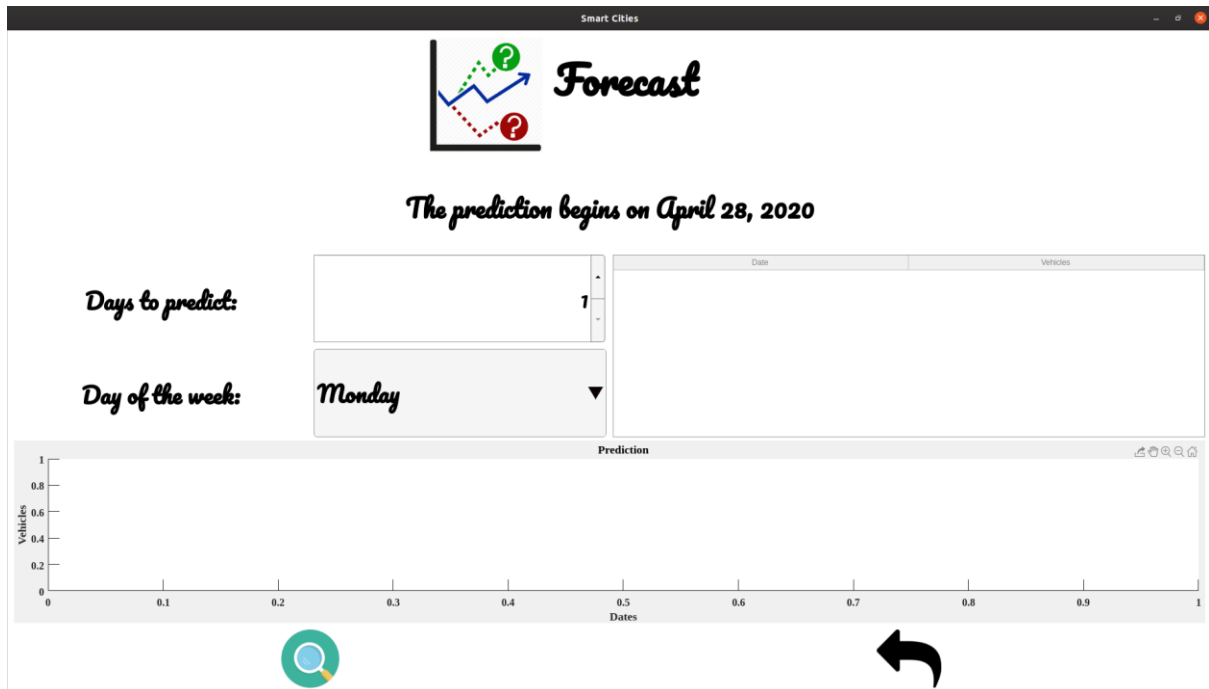 Smart Cities
? ?
Forecast
The prediction begins on April 28, 2020
Days to predict:
1
Date Vehicles
Day of the week:
Monday
Prediction
Vehicles
1
0.8
0.6
0.4
0.2
0
0 0.1 0.2 0.3 0.4 0.5 0.6 0.7 0.8 0.9 1
Dates